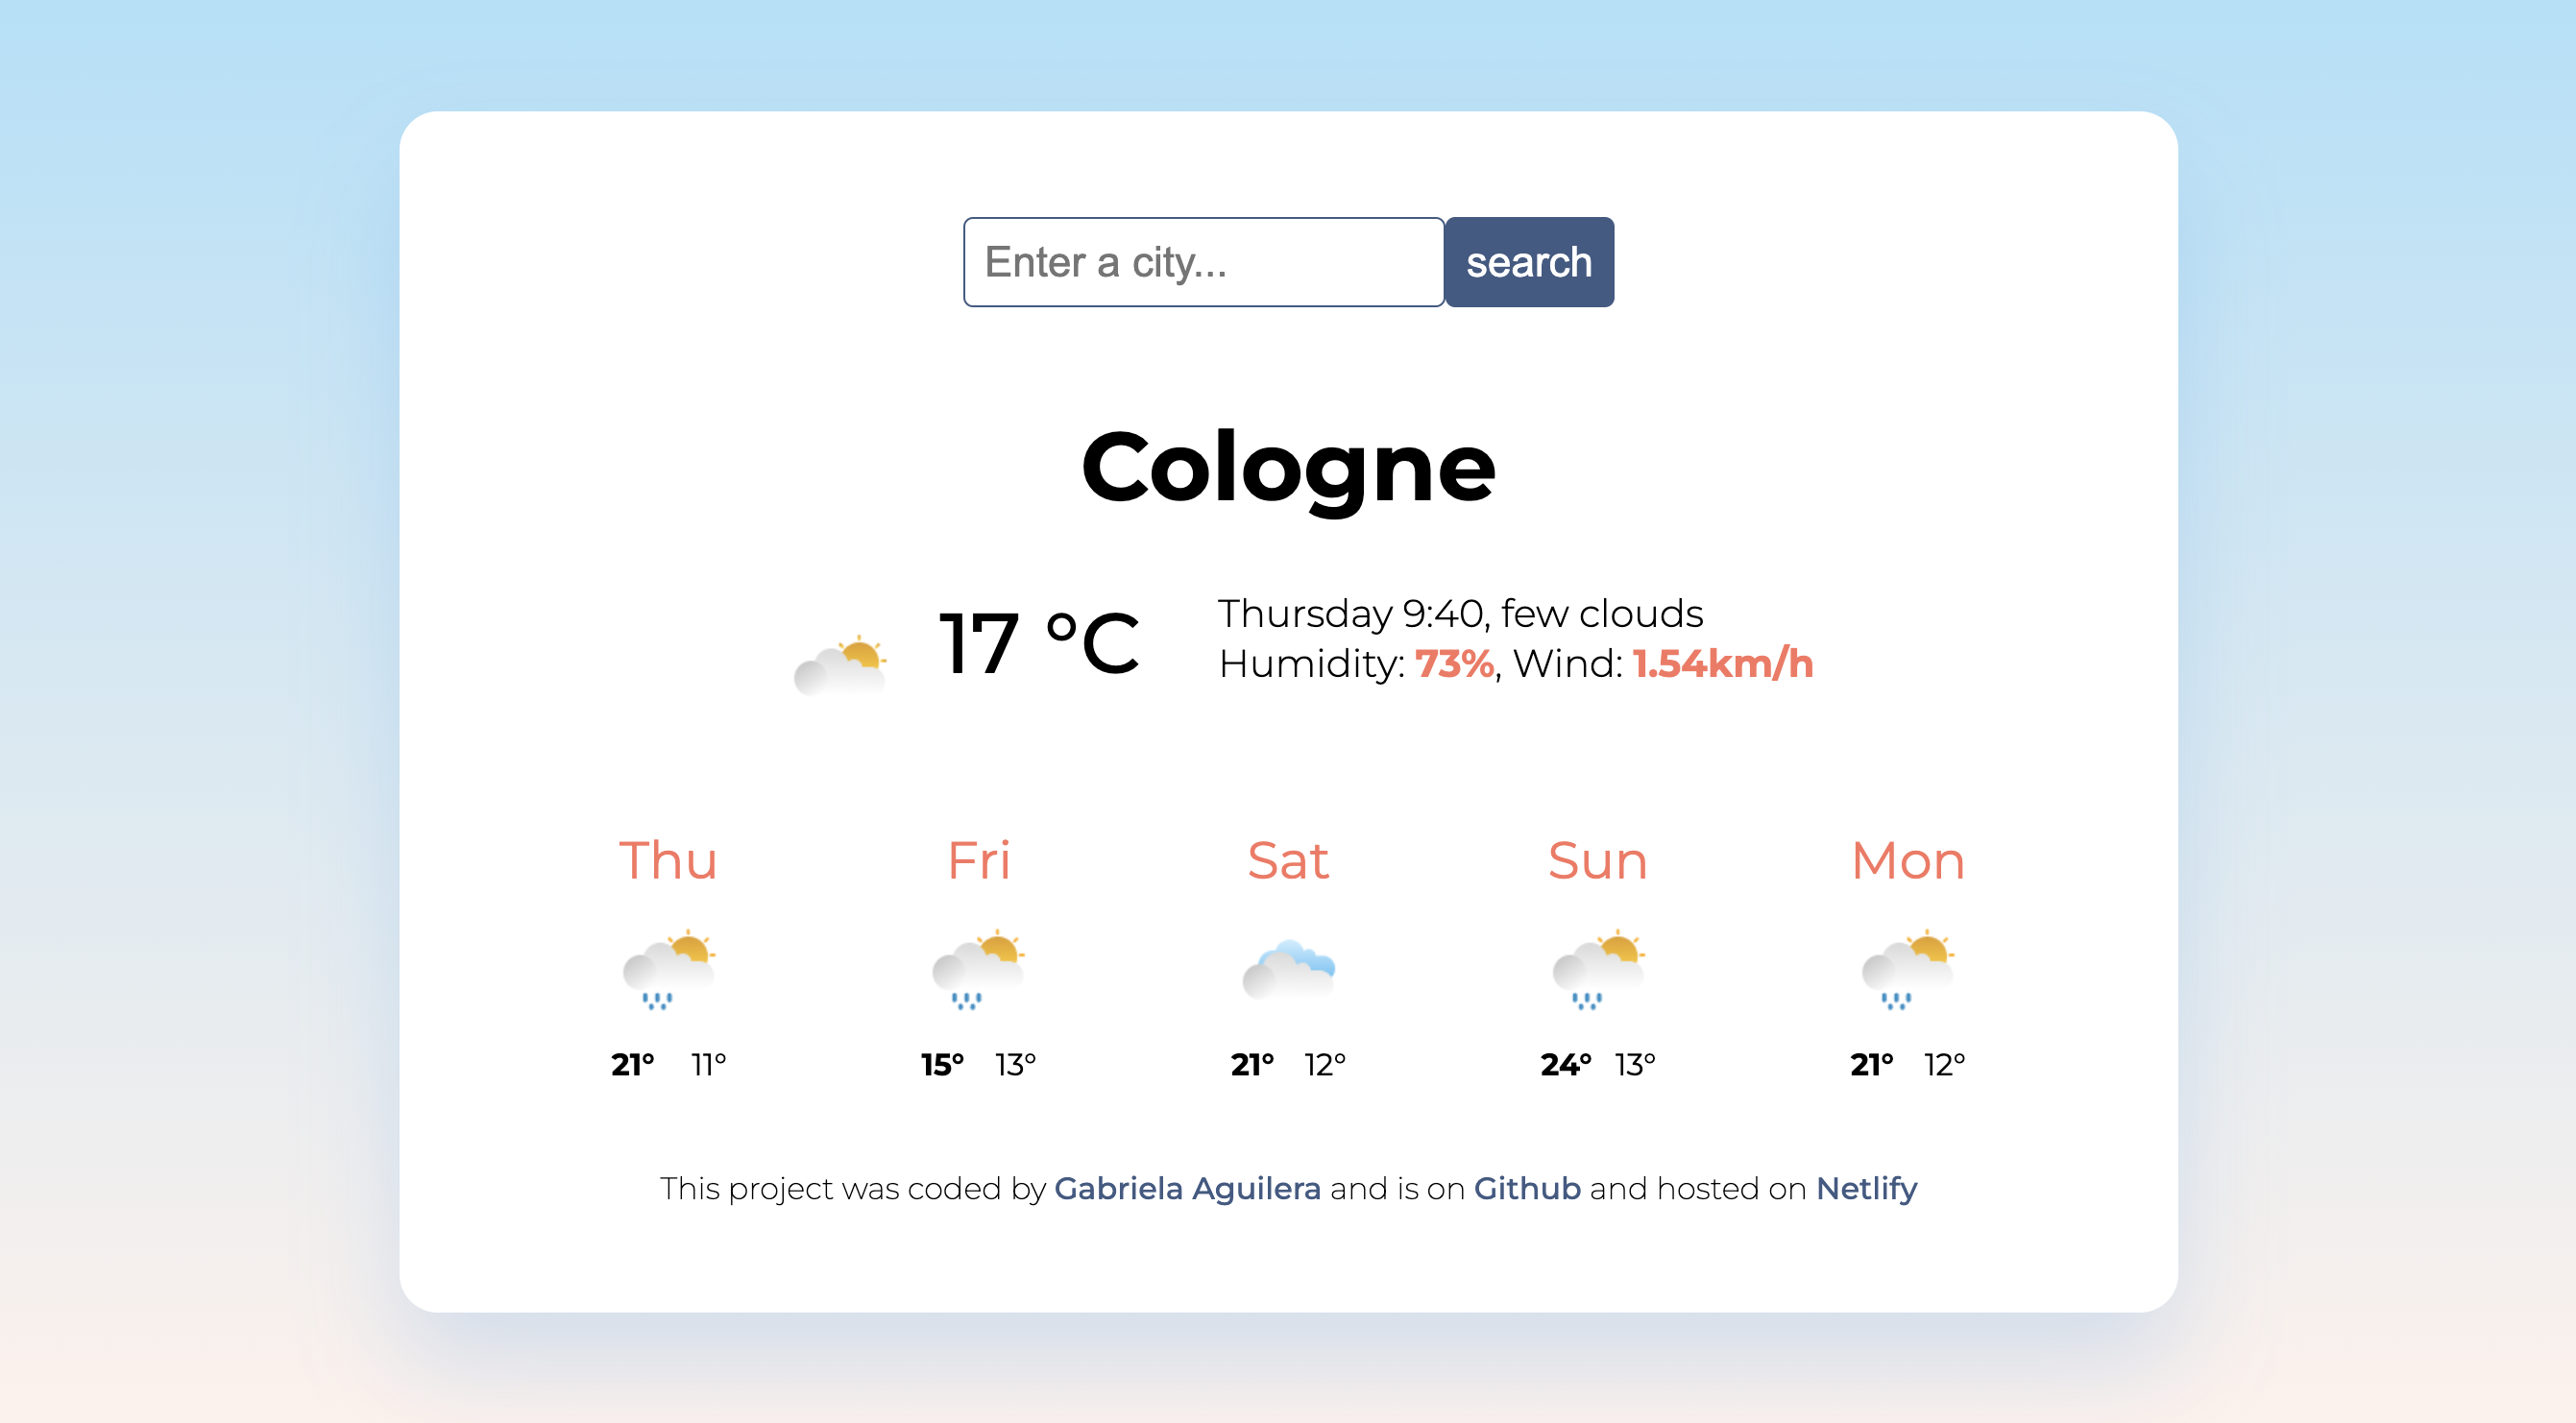 Enter a city...
search
Cologne
17 °C
Thursday 9:40, few clouds
Humidity: 73%, Wind: 1.54km/h
Thu Fri Sat Sun Mon
21° 11° 15° 13° 21° 12° 24° 13° 21° 12°
This project was coded by Gabriela Aguilera and is on Github and hosted on Netlify